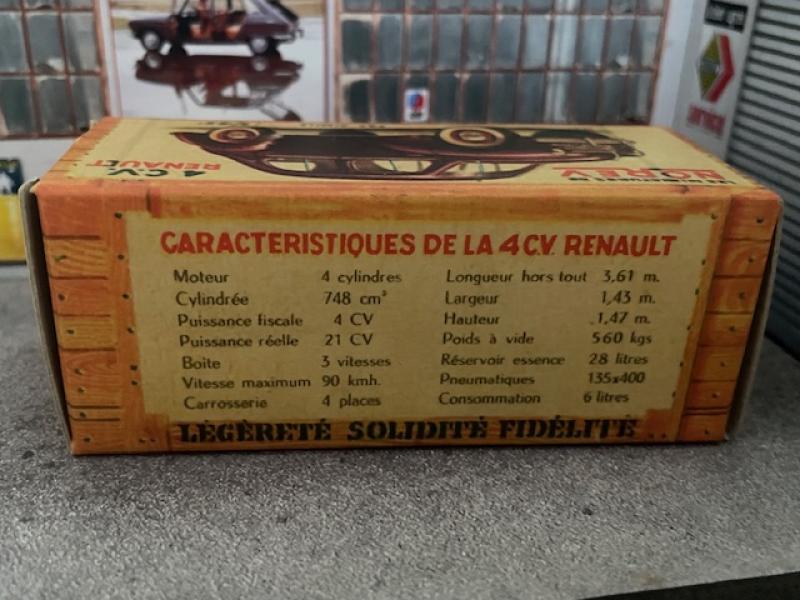 4 C.V.
RENAULT
NOREV
CARACTERISTIQUES DE LA 4 C.V. RENAULT
Moteur 4 cylindres
Cylindrée 748 cm³
Puissance fiscale 4 CV
Puissance réelle 21 CV
Boite 3 vitesses
Vitesse maximum 90 kmh.
Carrosserie 4 places
Longueur hors tout 3,61 m.
Largeur 1,43 m.
Hauteur 1,47 m.
Poids à vide 560 kgs
Réservoir essence 28 litres
Pneumatiques 135x400
Consommation 6 litres
LÉGÈRETÉ SOLIDITÉ FIDÉLITÉ